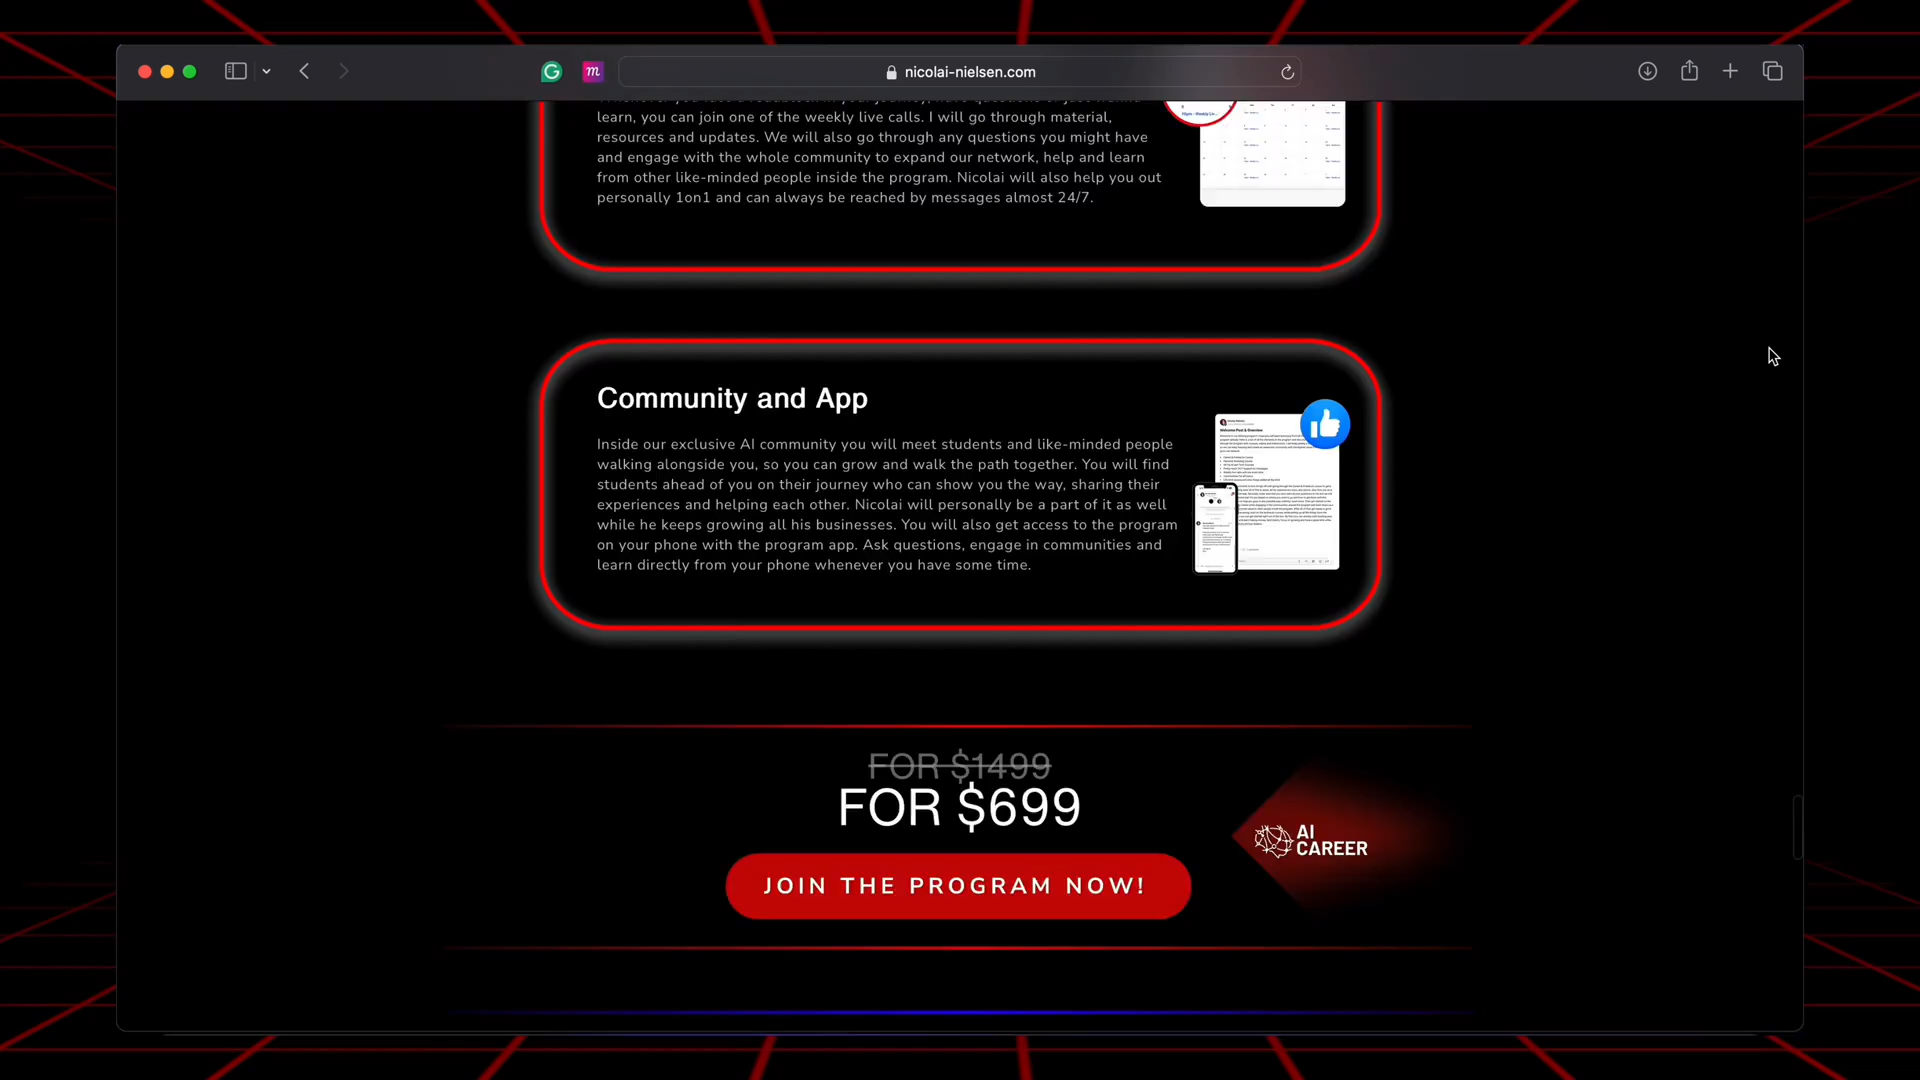 nicolai-nielsen.com
learn, you can join one of the weekly live calls. I will go through material,
resources and updates. We will also go through any questions you might have
and engage with the whole community to expand our network, help and learn
from other like-minded people inside the program. Nicolai will also help you out
personally 1on1 and can always be reached by messages almost 24/7.
Community and App
Inside our exclusive AI community you will meet students and like-minded people
walking alongside you, so you can grow and walk the path together. You will find
students ahead of you on their journey who can show you the way, sharing their
experiences and helping each other. Nicolai will personally be a part of it as well
while he keeps growing all his businesses. You will also get access to the program
on your phone with the program app. Ask questions, engage in communities and
learn directly from your phone whenever you have some time.
Welcome Post & Overview
FOR $1499
FOR $699
JOIN THE PROGRAM NOW!
AI
CAREER